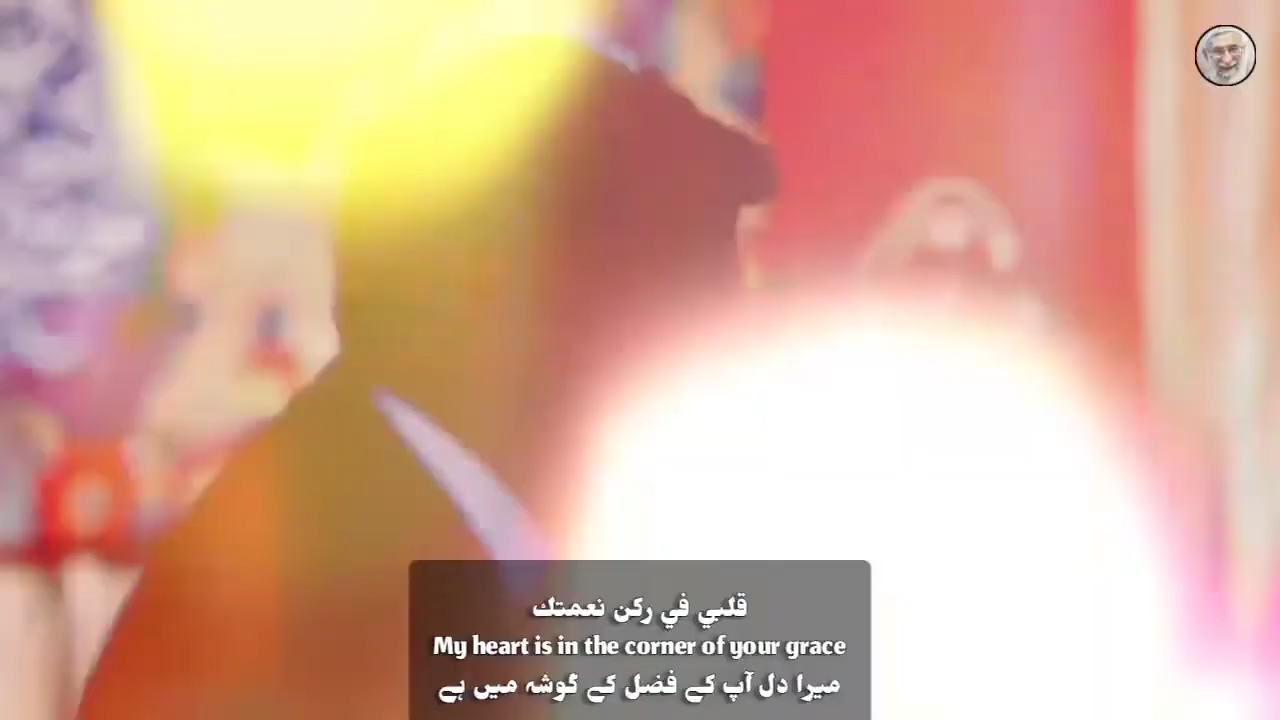 قلبي في ركن نعمتك
My heart is in the corner of your grace
میرا دل آپ کے فضل کے گوشہ میں ہے